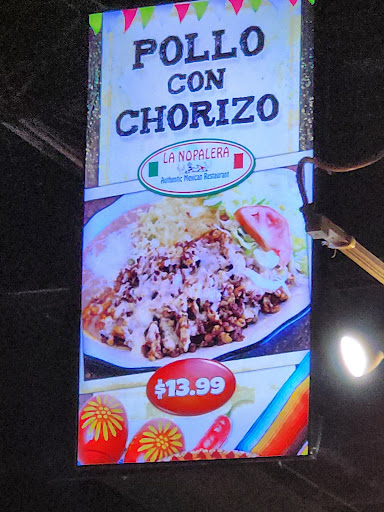 POLLO
CON
CHORIZO
LA NOPALERA
Authentic Mexican Restaurant
$13.99